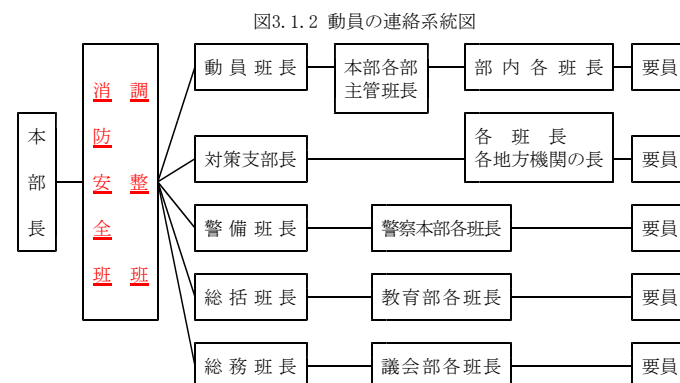 図3.1.2 動員の連絡系統図
本部長
調整班
消防安全班
動員班長
本部各部
主管班長
部内各班長
要員
対策支部長
各班長
各地方機関の長
要員
警備班長
警察本部各班長
要員
総括班長
教育部各班長
要員
総務班長
議会部各班長
要員